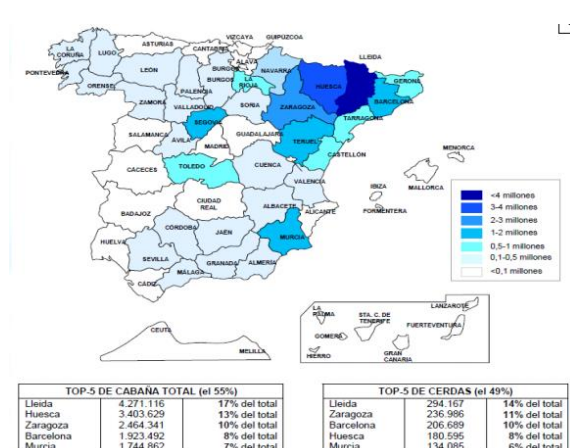 VIZCAYA GUIPÚZCOA
LA CORUÑA LUGO ASTURIAS CANTABRIA ALAVA LLEIDA
PONTEVEDRA ORENSE LEÓN BURGOS NAVARRA HUESCA GERONA
ZAMORA PALENCIA BURGOS LA RIOJA BARCELONA
VALLADOLID SORIA ZARAGOZA TARRAGONA
SALAMANCA SEGOVIA GUADALAJARA TERUEL
AVILA MADRID CASTELLÓN MENORCA
CACECES TOLEDO CUENCA MALLORCA
VALENCIA IBIZA
BADAJOZ CIUDAD REAL ALBACETE ALICANTE FORMENTERA
HUELVA CÓRDOBA JAÉN MURCIA
SEVILLA GRANADA ALMERÍA
CADIZ MÁLAGA
<4 millones
3-4 millones
2-3 millones
1-2 millones
0,5-1 millones
0,1-0,5 millones
<0,1 millones
CEUTA
MELILLA
LA PALMA STA. C. DE TENERIFE LANZAROTE
GOMERA FUERTEVENTURA
HIERRO GRAN CANARIA
TOP-5 DE CABAÑA TOTAL (el 55%)
Lleida 4.271.116 17% del total
Huesca 3.403.629 13% del total
Zaragoza 2.464.341 10% del total
Barcelona 1.923.492 8% del total
Murcia 1.744.862 7% del total
TOP-5 DE CERDAS (el 49%)
Lleida 294.167 14% del total
Zaragoza 236.986 11% del total
Barcelona 206.689 10% del total
Huesca 180.595 8% del total
Murcia 134.085 6% del total